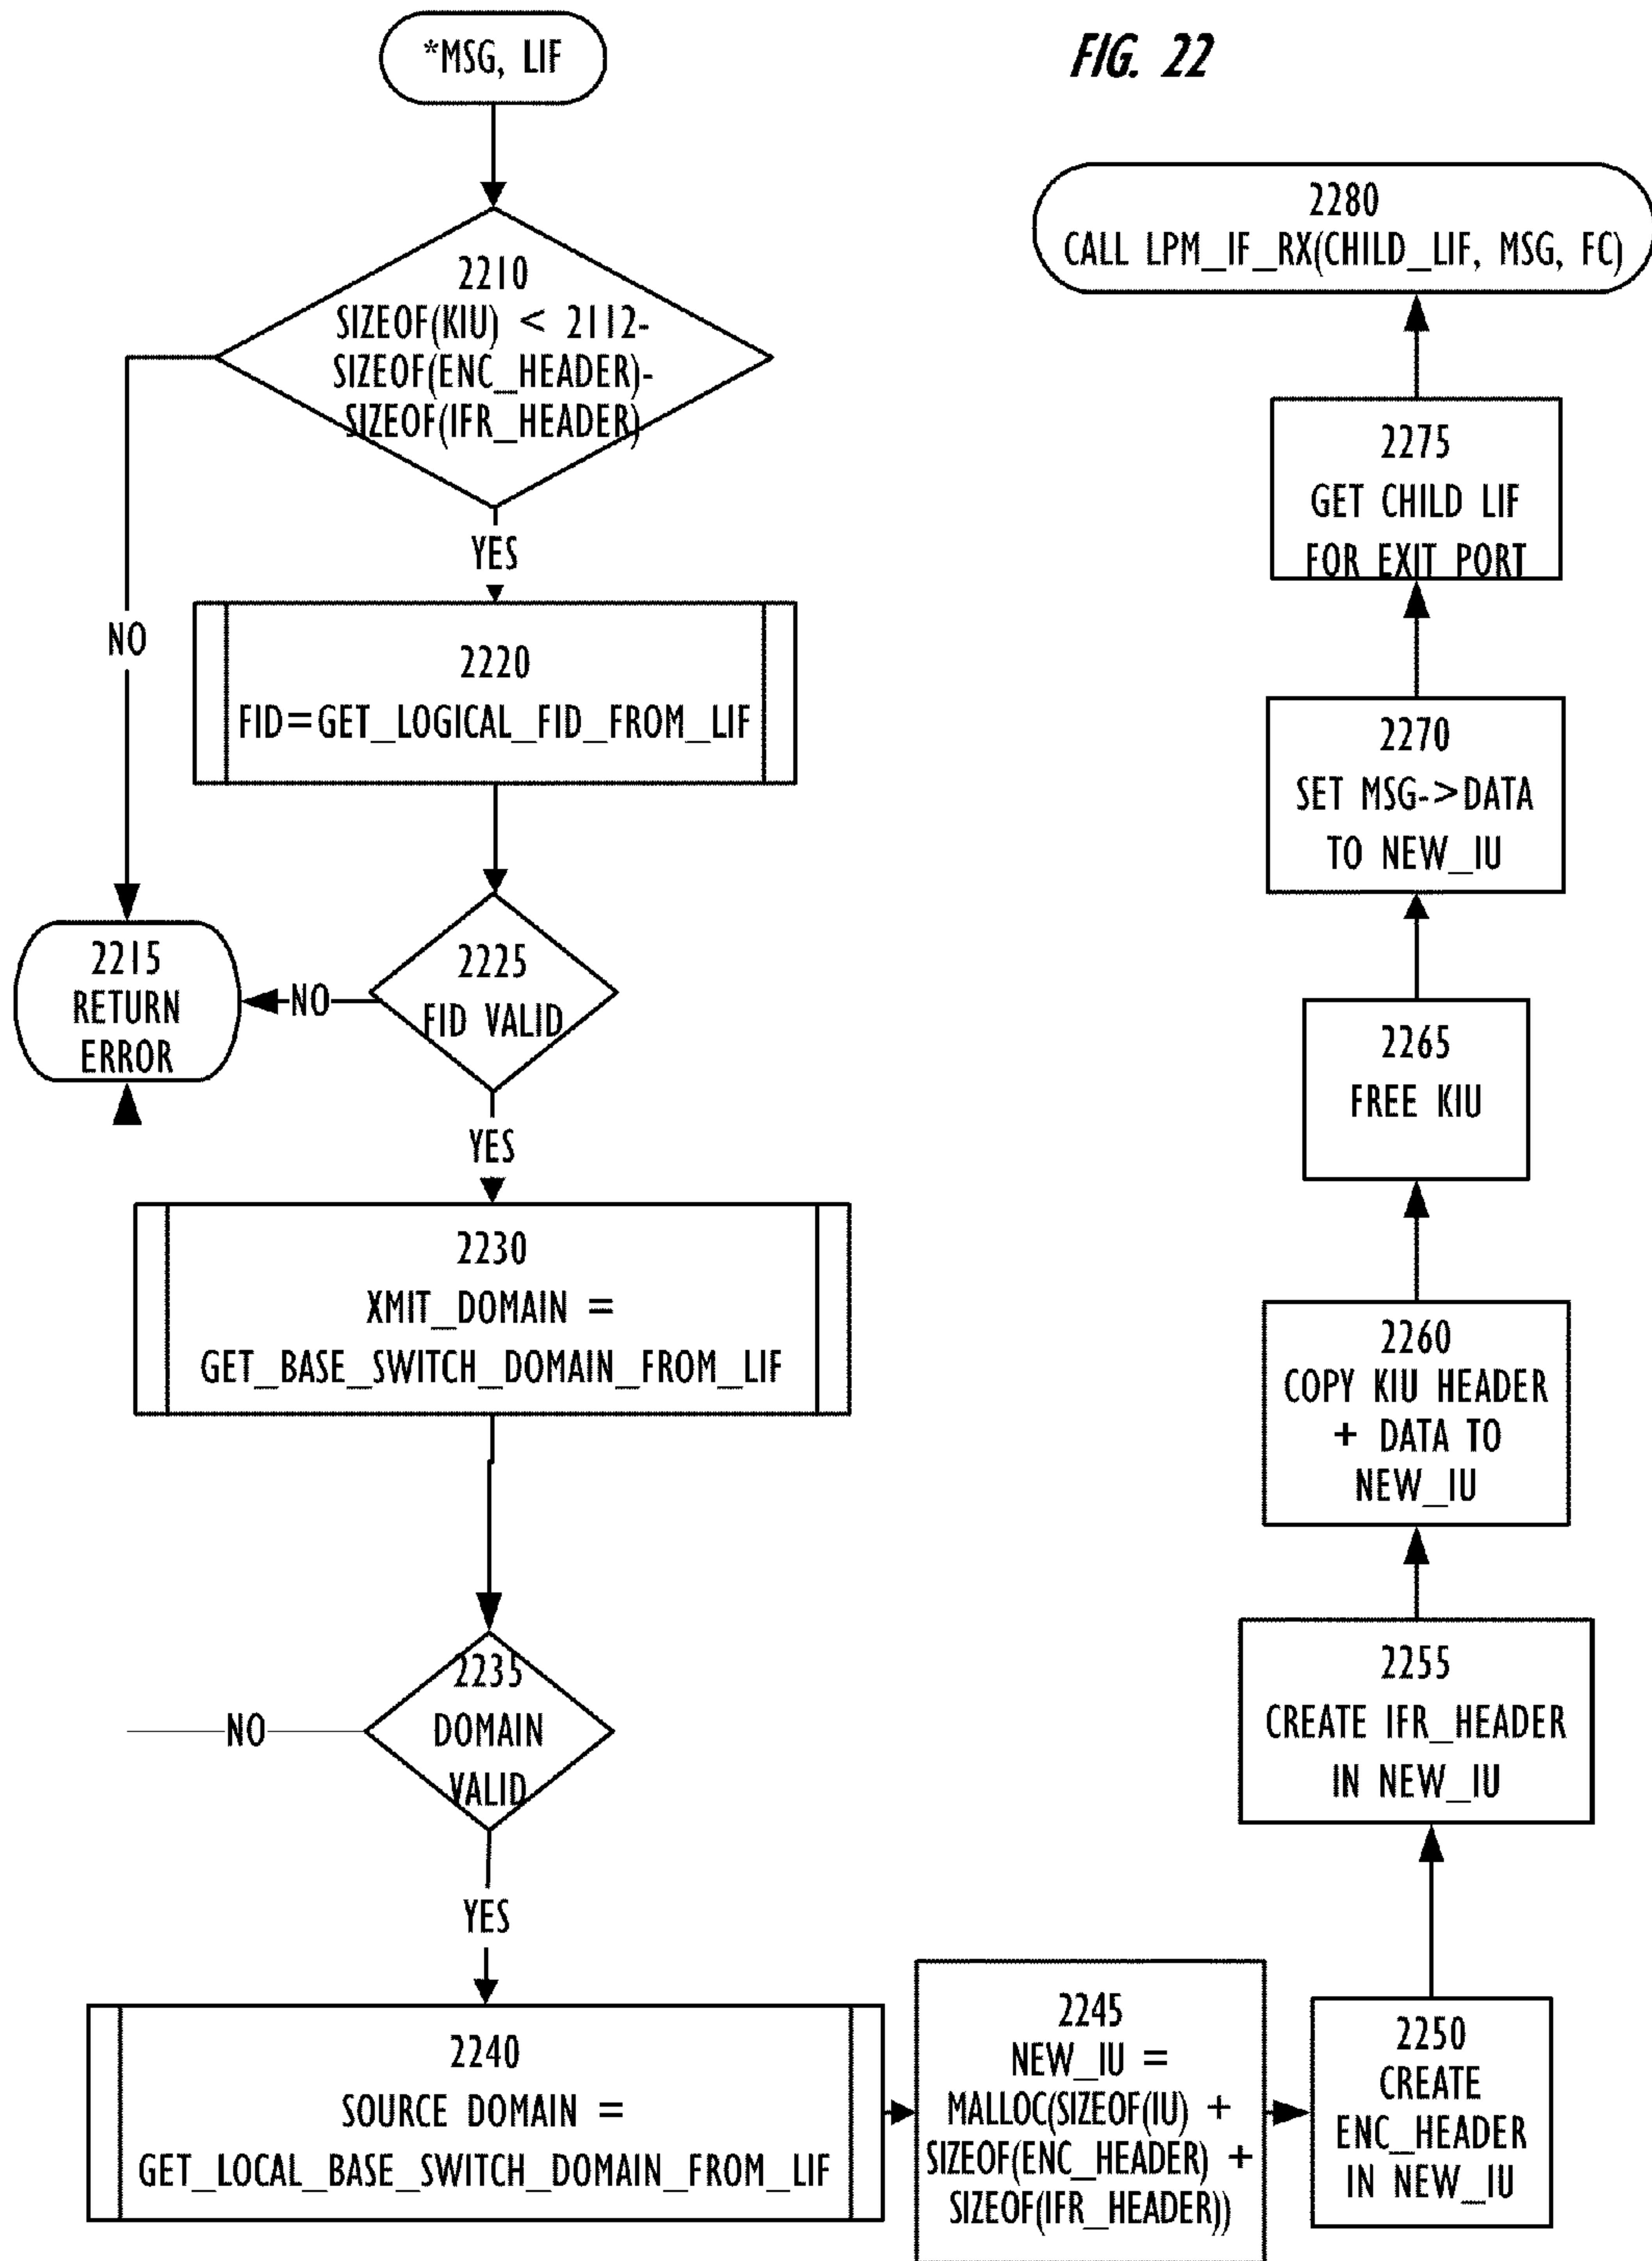 FIG. 22
*MSG, LIF
2210
SIZEOF(KIU) < 2112-
SIZEOF(ENC_HEADER)-
SIZEOF(IFR_HEADER)
YES
NO
2220
FID=GET_LOGICAL_FID_FROM_LIF
2215
RETURN
ERROR
NO
2225
FID VALID
YES
2230
XMIT_DOMAIN =
GET_BASE_SWITCH_DOMAIN_FROM_LIF
2235
DOMAIN
VALID
NO
YES
2240
SOURCE DOMAIN =
GET_LOCAL_BASE_SWITCH_DOMAIN_FROM_LIF
2245
NEW_IU =
MALLOC(SIZEOF(IU) +
SIZEOF(ENC_HEADER) +
SIZEOF(IFR_HEADER))
2250
CREATE
ENC_HEADER
IN NEW_IU
2255
CREATE IFR_HEADER
IN NEW_IU
2260
COPY KIU HEADER
+ DATA TO
NEW_IU
2265
FREE KIU
2270
SET MSG->DATA
TO NEW_IU
2275
GET CHILD LIF
FOR EXIT PORT
2280
CALL LPM_IF_RX(CHILD_LIF, MSG, FC)